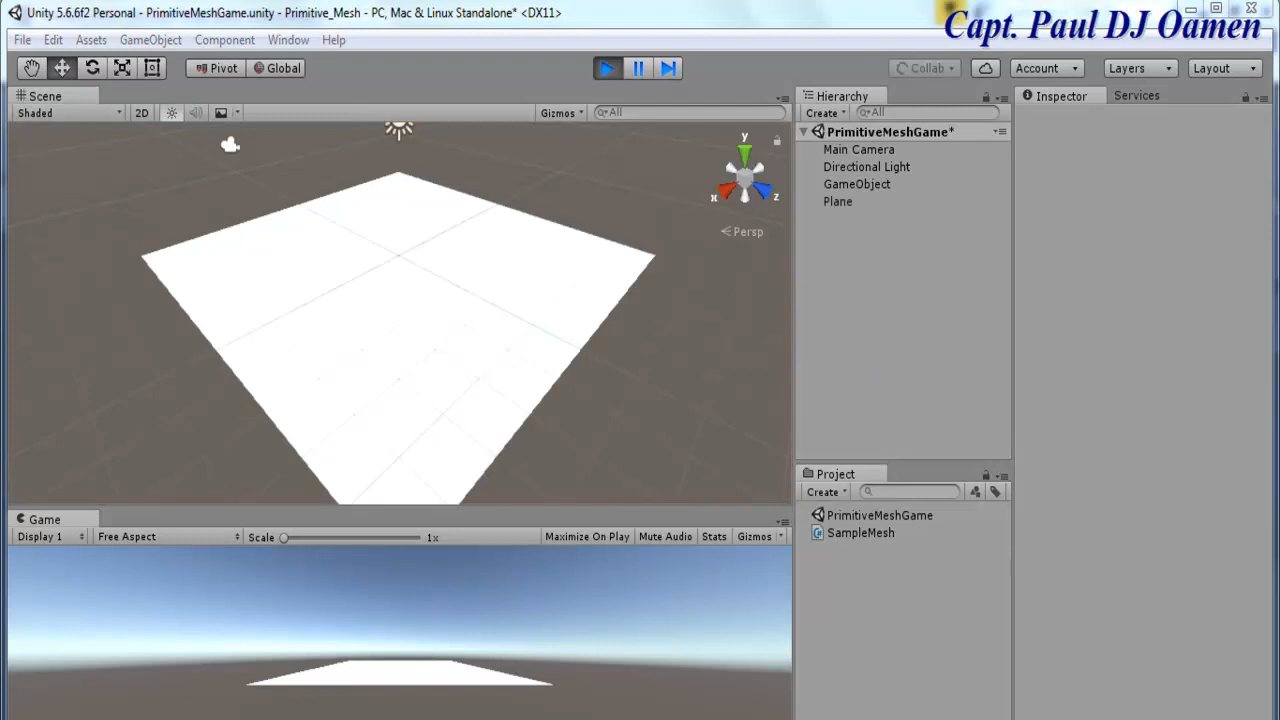 Unity 5.6.6f2 Personal - PrimitiveMeshGame.unity - Primitive_Mesh - PC, Mac & Linux Standalone* <DX11>
Capt. Paul DJ Oamen
File Edit Assets GameObject Component Window Help
Pivot Global Collab Account Layers Layout
Scene Hierarchy Inspector Services
Shaded 2D Gizmos All Create All
PrimitiveMeshGame*
Main Camera
Directional Light
GameObject
Plane
y
x z
Persp
Project
Create
PrimitiveMeshGame
SampleMesh
Game
Display 1 Free Aspect Scale 1x Maximize On Play Mute Audio Stats Gizmos